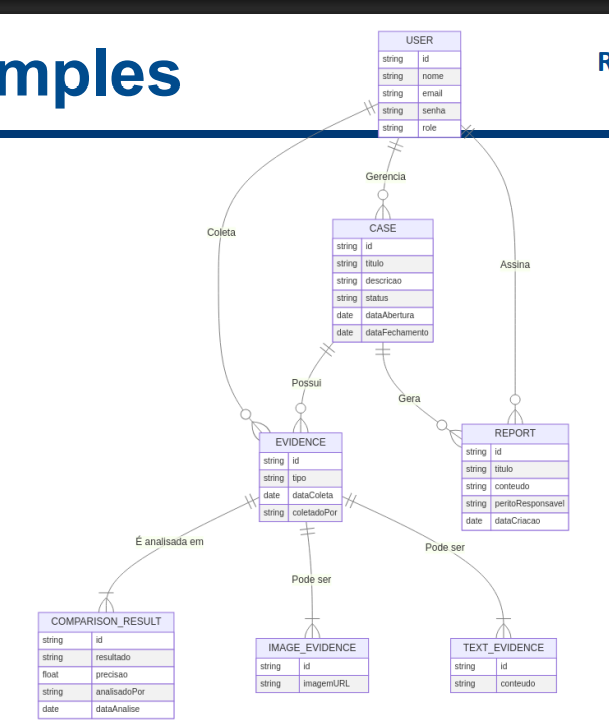 mples
R
USER
string id
string nome
string email
string senha
string role
Gerencia
Coleta
CASE
string id
string titulo
string descricao
string status
date dataAbertura
date dataFechamento
Assina
Possui
Gera
EVIDENCE
string id
string tipo
date dataColeta
string coletadoPor
REPORT
string id
string titulo
string conteudo
string peritoResponsavel
date dataCriacao
É analisada em
Pode ser
Pode ser
COMPARISON_RESULT
string id
string resultado
float precisao
string analisadoPor
date dataAnalise
IMAGE_EVIDENCE
string id
string imagemURL
TEXT_EVIDENCE
string id
string conteudo